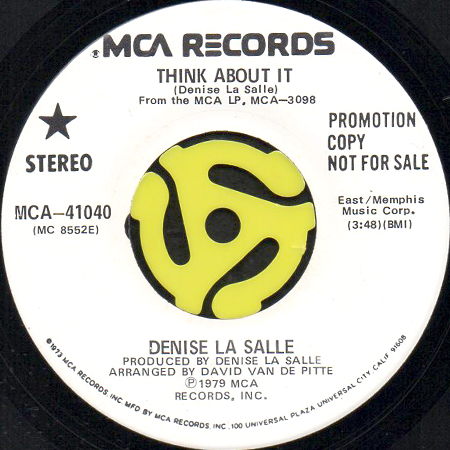 MCA RECORDS
THINK ABOUT IT
(Denise La Salle)
From the MCA LP, MCA—3098
STEREO
PROMOTION
COPY
NOT FOR SALE
MCA—41040
(MC 8552E)
East/Memphis
Music Corp.
(3:48)(BMI)
DENISE LA SALLE
PRODUCED BY DENISE LA SALLE
ARRANGED BY DAVID VAN DE PITTE
Ⓟ1979 MCA
RECORDS, INC.
©1973 MCA RECORDS, INC MFD BY MCA RECORDS, INC., 100 UNIVERSAL PLAZA UNIVERSAL CITY, CALIF. 91608